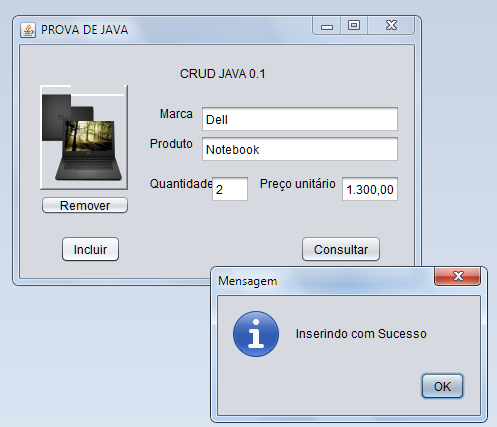 PROVA DE JAVA
CRUD JAVA 0.1
Marca Dell
Produto Notebook
Quantidade 2 Preço unitário 1.300,00
Remover
Incluir Consultar
Mensagem
Inserindo com Sucesso
OK